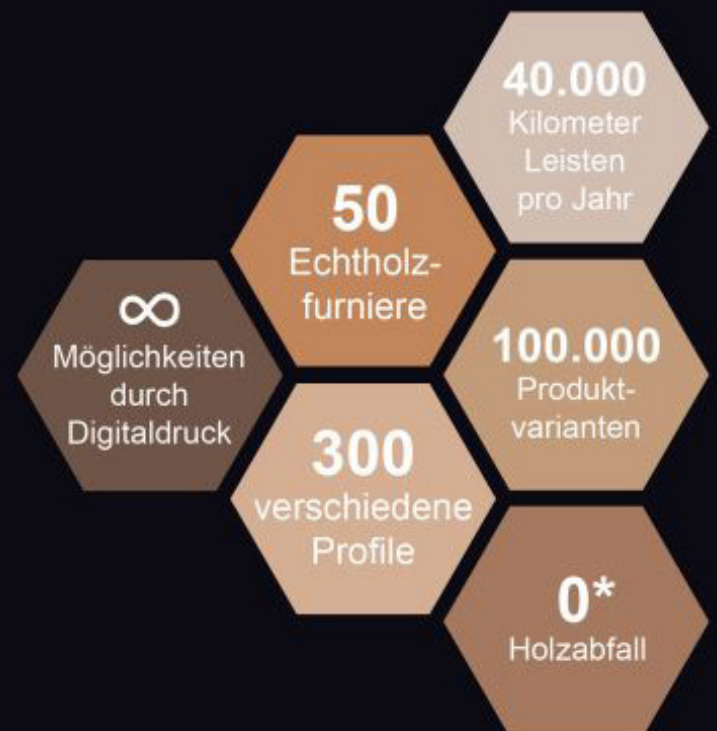 40.000
Kilometer
Leisten
pro Jahr
50
Echtholz-
furniere
∞
Möglichkeiten
durch
Digitaldruck
100.000
Produkt-
varianten
300
verschiedene
Profile
0*
Holzabfall